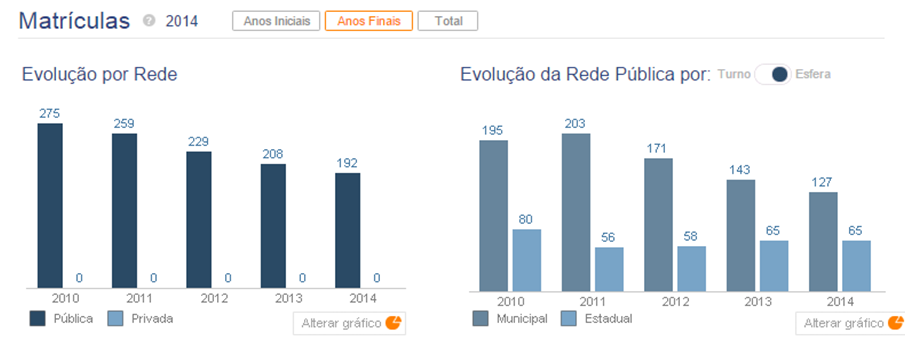 Matrículas ? 2014 Anos Iniciais Anos Finais Total
Evolução por Rede
275
259
229
208
192
0 0 0 0 0
2010 2011 2012 2013 2014
Pública Privada
Alterar gráfico
Evolução da Rede Pública por: Turno Esfera
195
203
171
143
127
80
56
58
65
65
2010 2011 2012 2013 2014
Municipal Estadual
Alterar gráfico